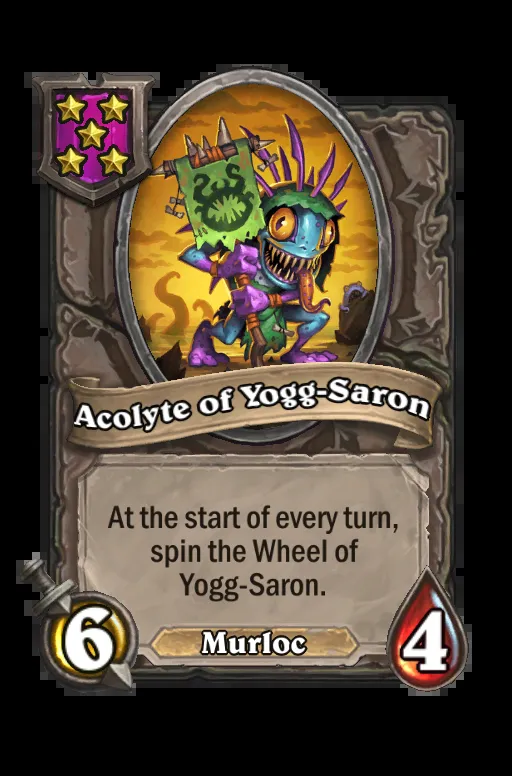 Acolyte of Yogg-Saron
At the start of every turn,
spin the Wheel of
Yogg-Saron.
6
Murloc
4